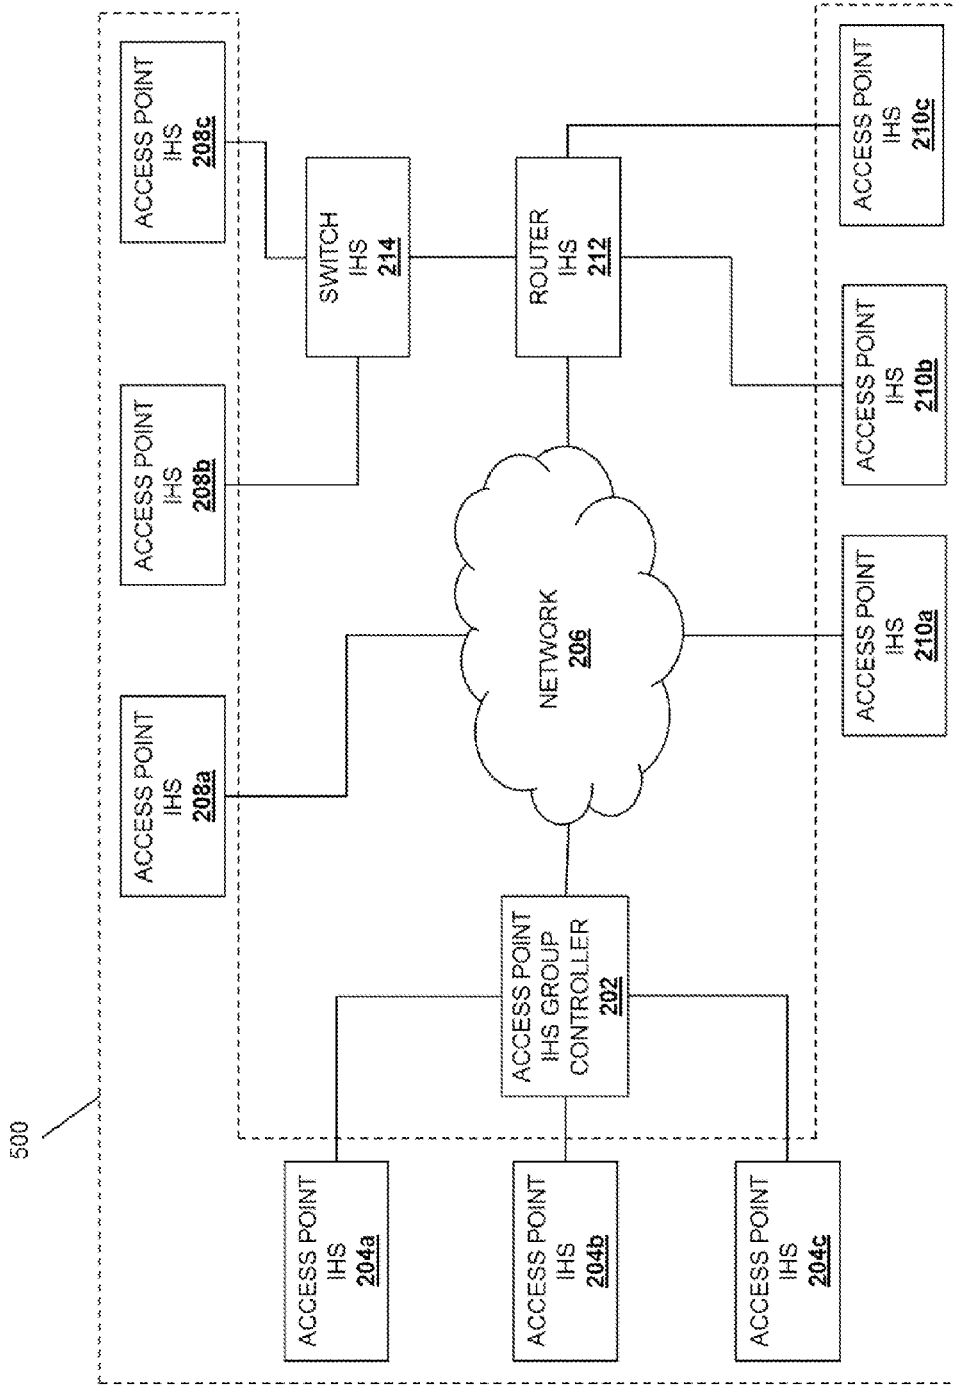 500
ACCESS POINT
IHS
204a
ACCESS POINT
IHS
204b
ACCESS POINT
IHS
204c
ACCESS POINT
IHS GROUP
CONTROLLER
202
ACCESS POINT
IHS
208a
NETWORK
206
ACCESS POINT
IHS
210a
ACCESS POINT
IHS
208b
ACCESS POINT
IHS
210b
SWITCH
IHS
214
ROUTER
IHS
212
ACCESS POINT
IHS
208c
ACCESS POINT
IHS
210c